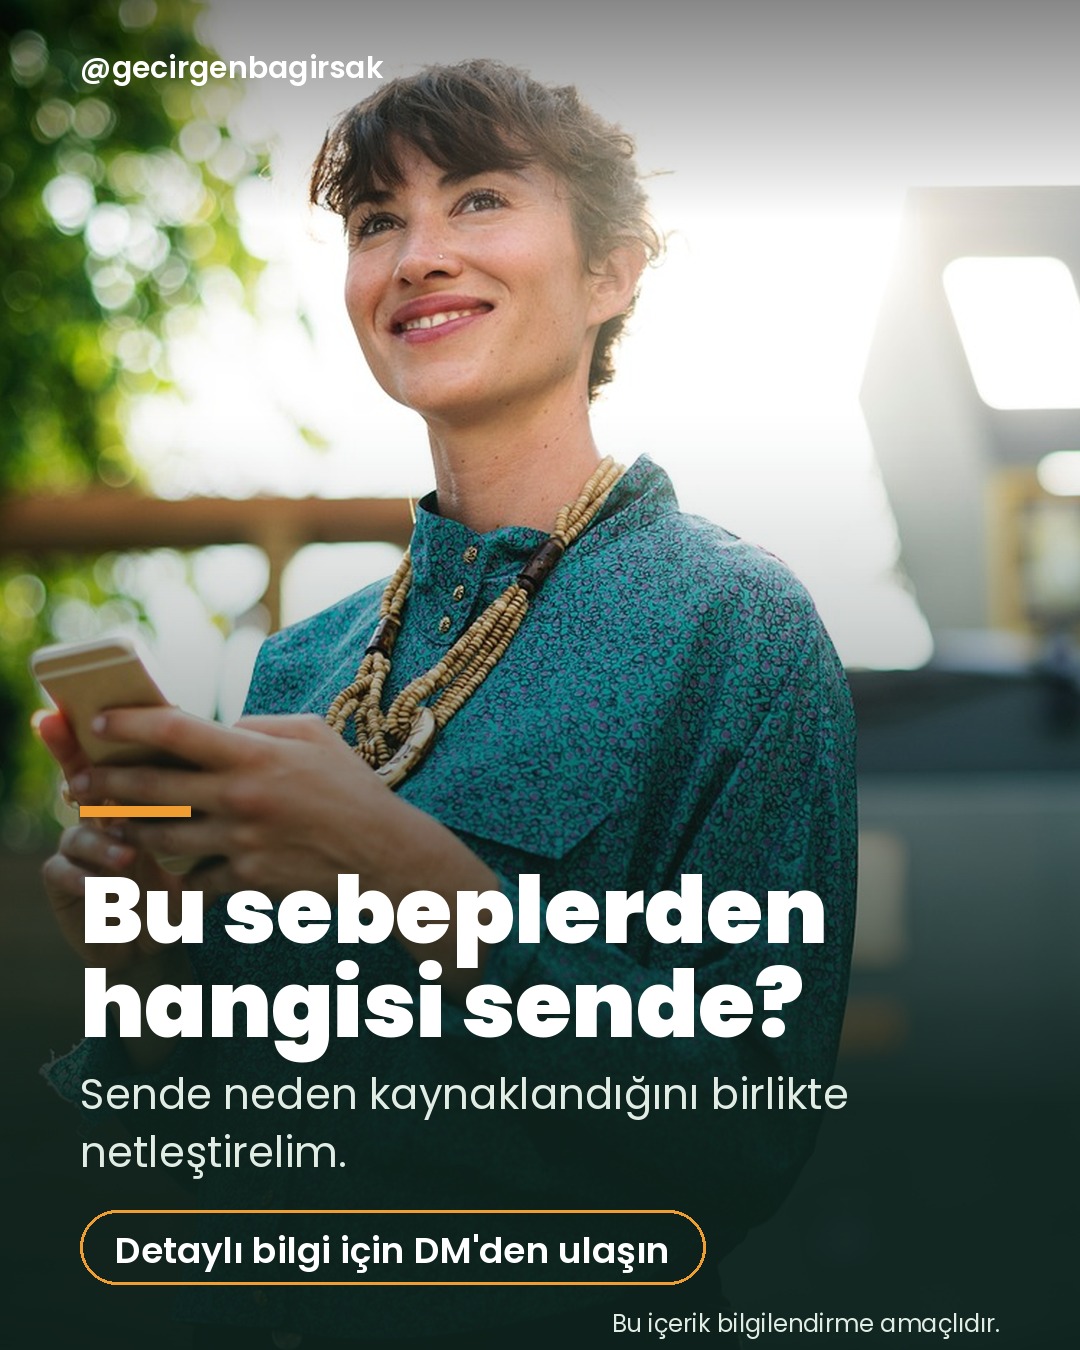 @gecirgenbagirsak
Bu sebeplerden
hangisi sende?
Sende neden kaynaklandığını birlikte
netleştirelim.
Detaylı bilgi için DM'den ulaşın
Bu içerik bilgilendirme amaçlıdır.